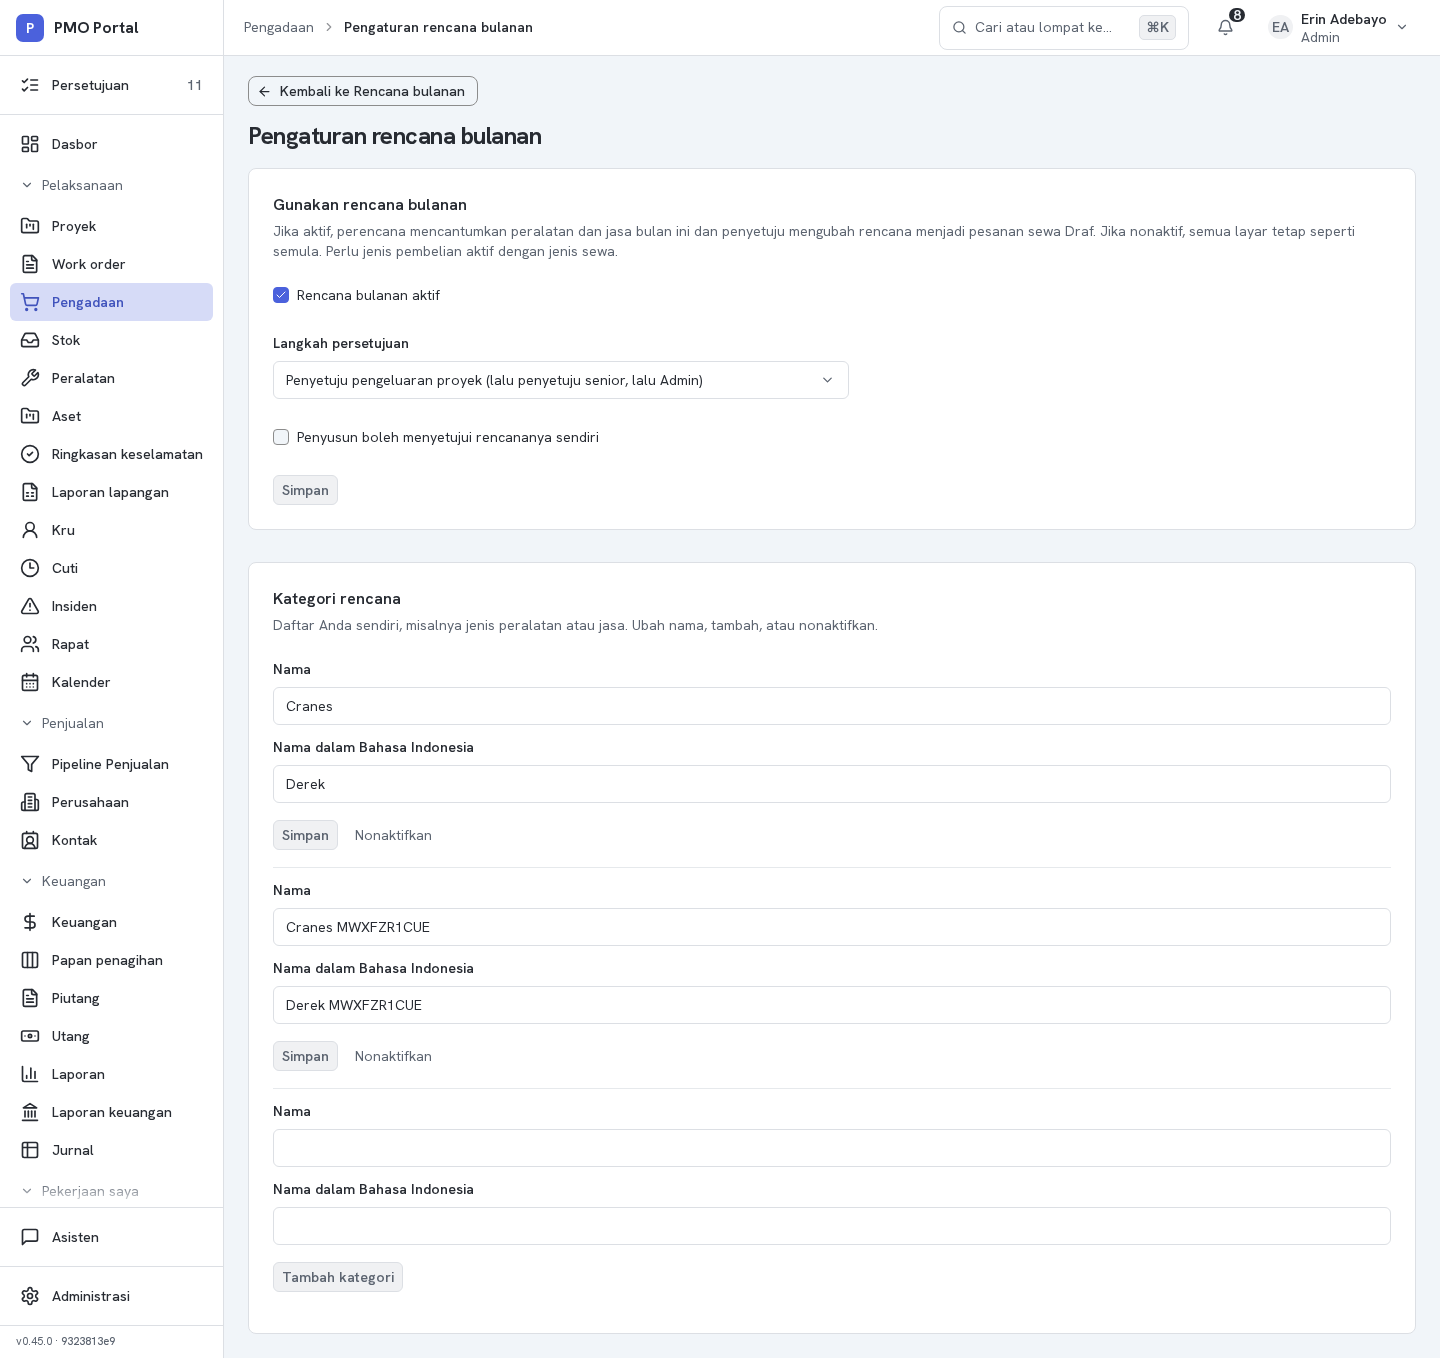 P PMO Portal
Pengadaan > Pengaturan rencana bulanan
Cari atau lompat ke... ⌘K
8
EA Erin Adebayo
Admin
Persetujuan 11
Dasbor
Pelaksanaan
Proyek
Work order
Pengadaan
Stok
Peralatan
Aset
Ringkasan keselamatan
Laporan lapangan
Kru
Cuti
Insiden
Rapat
Kalender
Penjualan
Pipeline Penjualan
Perusahaan
Kontak
Keuangan
Keuangan
Papan penagihan
Piutang
Utang
Laporan
Laporan keuangan
Jurnal
Pekerjaan saya
Asisten
Administrasi
v0.45.0 · 9323813e9
Kembali ke Rencana bulanan
Pengaturan rencana bulanan
Gunakan rencana bulanan
Jika aktif, perencana mencantumkan peralatan dan jasa bulan ini dan penyetuju mengubah rencana menjadi pesanan sewa Draf. Jika nonaktif, semua layar tetap seperti
semula. Perlu jenis pembelian aktif dengan jenis sewa.
Rencana bulanan aktif
Langkah persetujuan
Penyetuju pengeluaran proyek (lalu penyetuju senior, lalu Admin)
Penyusun boleh menyetujui rencananya sendiri
Simpan
Kategori rencana
Daftar Anda sendiri, misalnya jenis peralatan atau jasa. Ubah nama, tambah, atau nonaktifkan.
Nama
Cranes
Nama dalam Bahasa Indonesia
Derek
Simpan Nonaktifkan
Nama
Cranes MWXFZR1CUE
Nama dalam Bahasa Indonesia
Derek MWXFZR1CUE
Simpan Nonaktifkan
Nama
Nama dalam Bahasa Indonesia
Tambah kategori